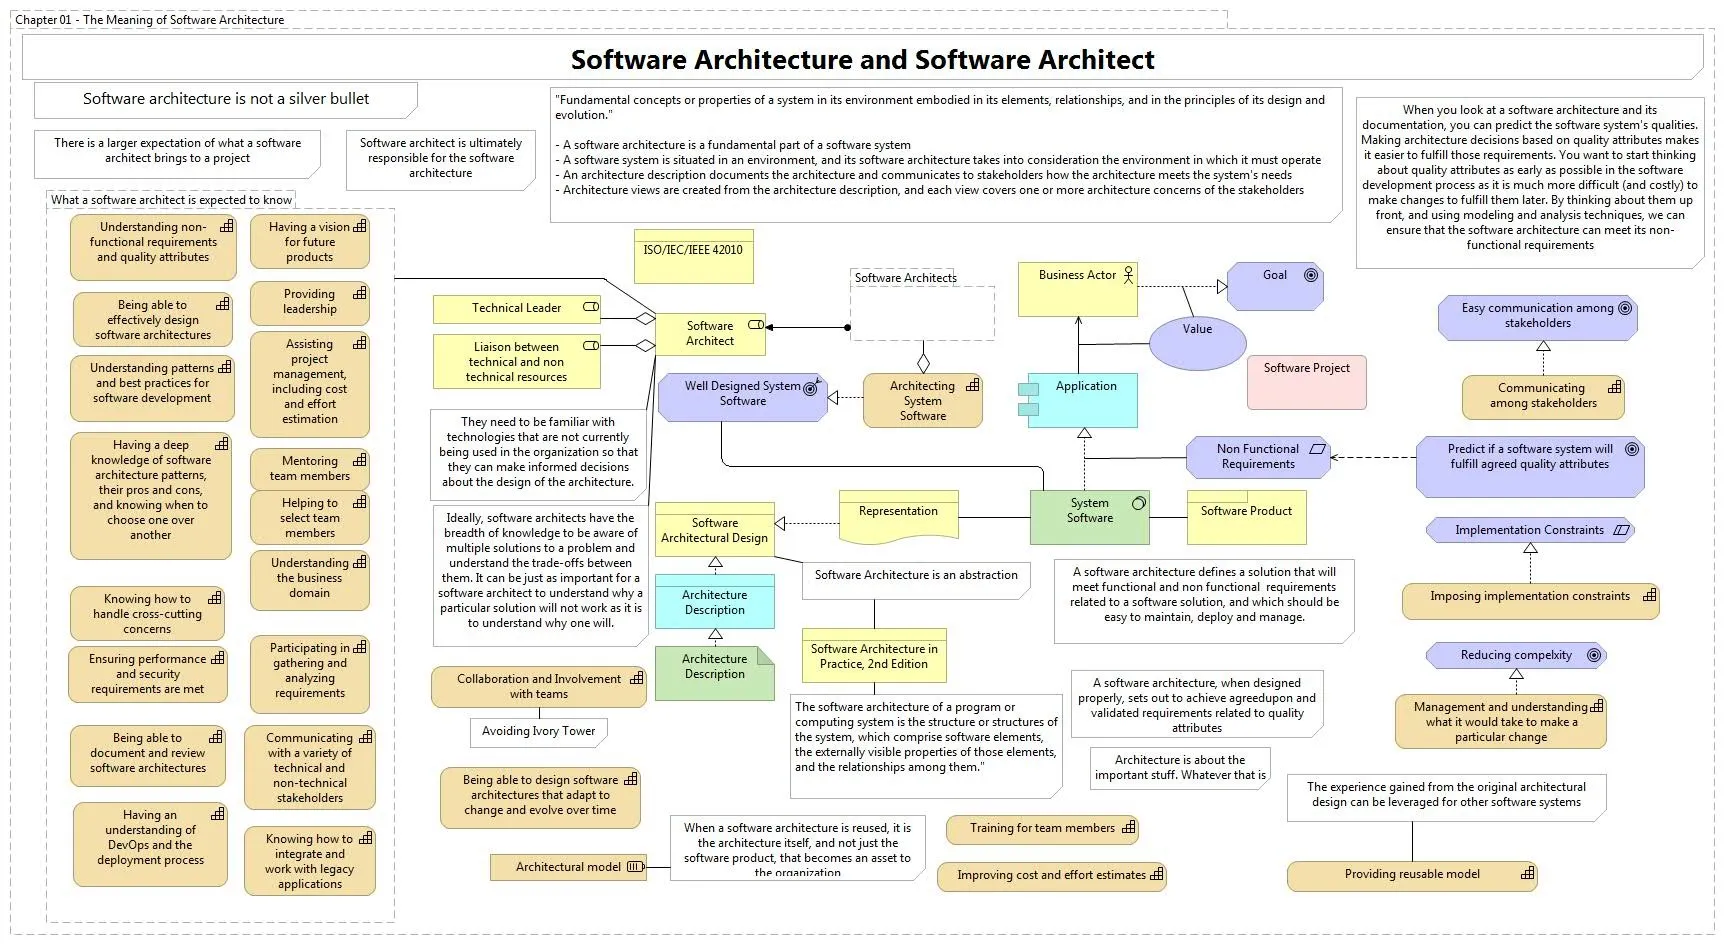 Chapter 01 - The Meaning of Software Architecture
Software Architecture and Software Architect
Software architecture is not a silver bullet
There is a larger expectation of what a software
architect brings to a project
Software architect is ultimately
responsible for the software
architecture
"Fundamental concepts or properties of a system in its environment embodied in its elements, relationships, and in the principles of its design and
evolution."
- A software architecture is a fundamental part of a software system
- A software system is situated in an environment, and its software architecture takes into consideration the environment in which it must operate
- An architecture description documents the architecture and communicates to stakeholders how the architecture meets the system's needs
- Architecture views are created from the architecture description, and each view covers one or more architecture concerns of the stakeholders
When you look at a software architecture and its
documentation, you can predict the software system's qualities.
Making architecture decisions based on quality attributes makes
it easier to fulfill those requirements. You want to start thinking
about quality attributes as early as possible in the software
development process as it is much more difficult (and costly) to
make changes to fulfill them later. By thinking about them up
front, and using modeling and analysis techniques, we can
ensure that the software architecture can meet its non-
functional requirements
What a software architect is expected to know
Understanding non-
functional requirements
and quality attributes
Being able to
effectively design
software architectures
Understanding patterns
and best practices for
software development
Having a deep
knowledge of software
architecture patterns,
their pros and cons,
and knowing when to
choose one over
another
Knowing how to
handle cross-cutting
concerns
Ensuring performance
and security
requirements are met
Being able to
document and review
software architectures
Having an
understanding of
DevOps and the
deployment process
Having a vision
for future
products
Providing
leadership
Assisting
project
management,
including cost
and effort
estimation
Mentoring
team members
Helping to
select team
members
Understanding
the business
domain
Participating in
gathering and
analyzing
requirements
Communicating
with a variety of
technical and
non-technical
stakeholders
Knowing how to
integrate and
work with legacy
applications
ISO/IEC/IEEE 42010
Technical Leader
Liaison between
technical and non
technical resources
Software
Architect
Software Architects
Well Designed System
Software
Architecting
System
Software
Business Actor
Goal
Value
Application
Software Project
Easy communication among
stakeholders
Communicating
among stakeholders
They need to be familiar with
technologies that are not currently
being used in the organization so that
they can make informed decisions
about the design of the architecture.
Non Functional
Requirements
Predict if a software system will
fulfill agreed quality attributes
Ideally, software architects have the
breadth of knowledge to be aware of
multiple solutions to a problem and
understand the trade-offs between
them. It can be just as important for a
software architect to understand why a
particular solution will not work as it is
to understand why one will.
Software
Architectural Design
Representation
System
Software
Software Product
Implementation Constraints
Imposing implementation constraints
Architecture
Description
Software Architecture is an abstraction
A software architecture defines a solution that will
meet functional and non functional requirements
related to a software solution, and which should be
easy to maintain, deploy and manage.
Architecture
Description
Software Architecture in
Practice, 2nd Edition
Reducing compelxity
Management and understanding
what it would take to make a
particular change
Collaboration and Involvement
with teams
Avoiding Ivory Tower
The software architecture of a program or
computing system is the structure or structures of
the system, which comprise software elements,
the externally visible properties of those elements,
and the relationships among them."
A software architecture, when designed
properly, sets out to achieve agreedupon and
validated requirements related to quality
attributes
Architecture is about the
important stuff. Whatever that is
Being able to design software
architectures that adapt to
change and evolve over time
The experience gained from the original architectural
design can be leveraged for other software systems
Architectural model
When a software architecture is reused, it is
the architecture itself, and not just the
software product, that becomes an asset to
the organization
Training for team members
Improving cost and effort estimates
Providing reusable model